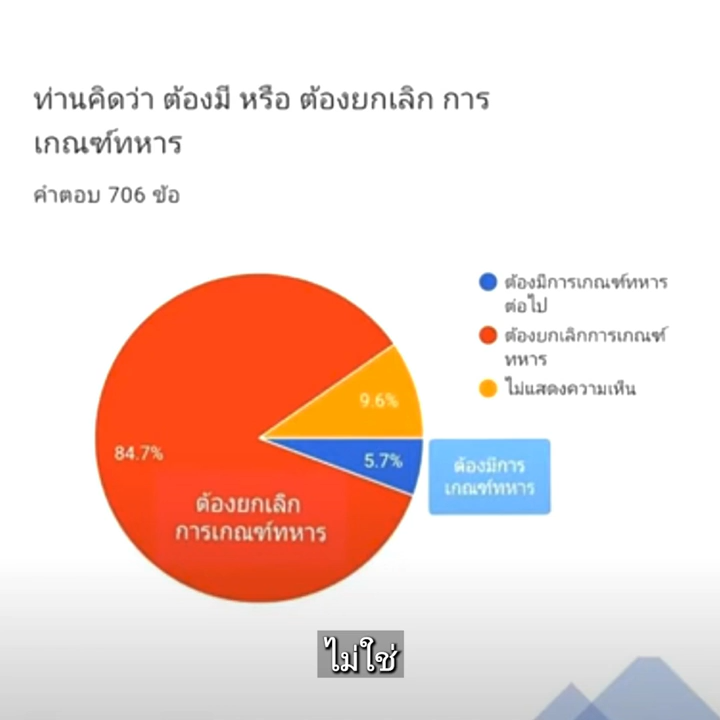 ท่านคิดว่า ต้องมี หรือ ต้องยกเลิก การ
เกณฑ์ทหาร
คำตอบ 706 ข้อ
ต้องมีการเกณฑ์ทหาร
ต่อไป
ต้องยกเลิกการเกณฑ์
ทหาร
ไม่แสดงความเห็น
9.6%
84.7%
5.7%
ต้องมีการ
เกณฑ์ทหาร
ต้องยกเลิก
การเกณฑ์ทหาร
ไม่ใช่